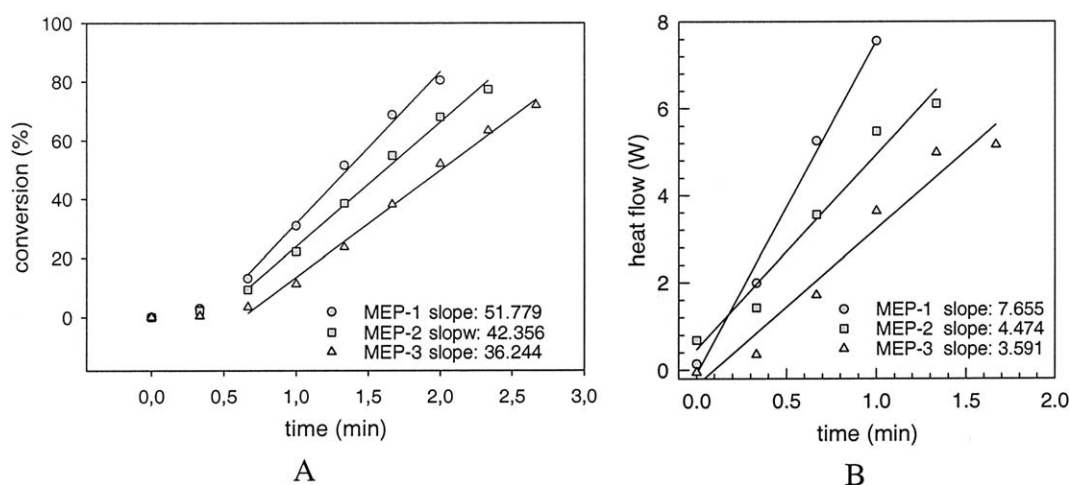 100
80
60
40
20
0
conversion (%)
MEP-1 slope: 51.779
MEP-2 slopw: 42.356
MEP-3 slope: 36.244
0,0 0,5 1,0 1,5 2,0 2,5 3,0
time (min)
A
8
6
4
2
0
heat flow (W)
MEP-1 slope: 7.655
MEP-2 slope: 4.474
MEP-3 slope: 3.591
0.0 0.5 1.0 1.5 2.0
time (min)
B